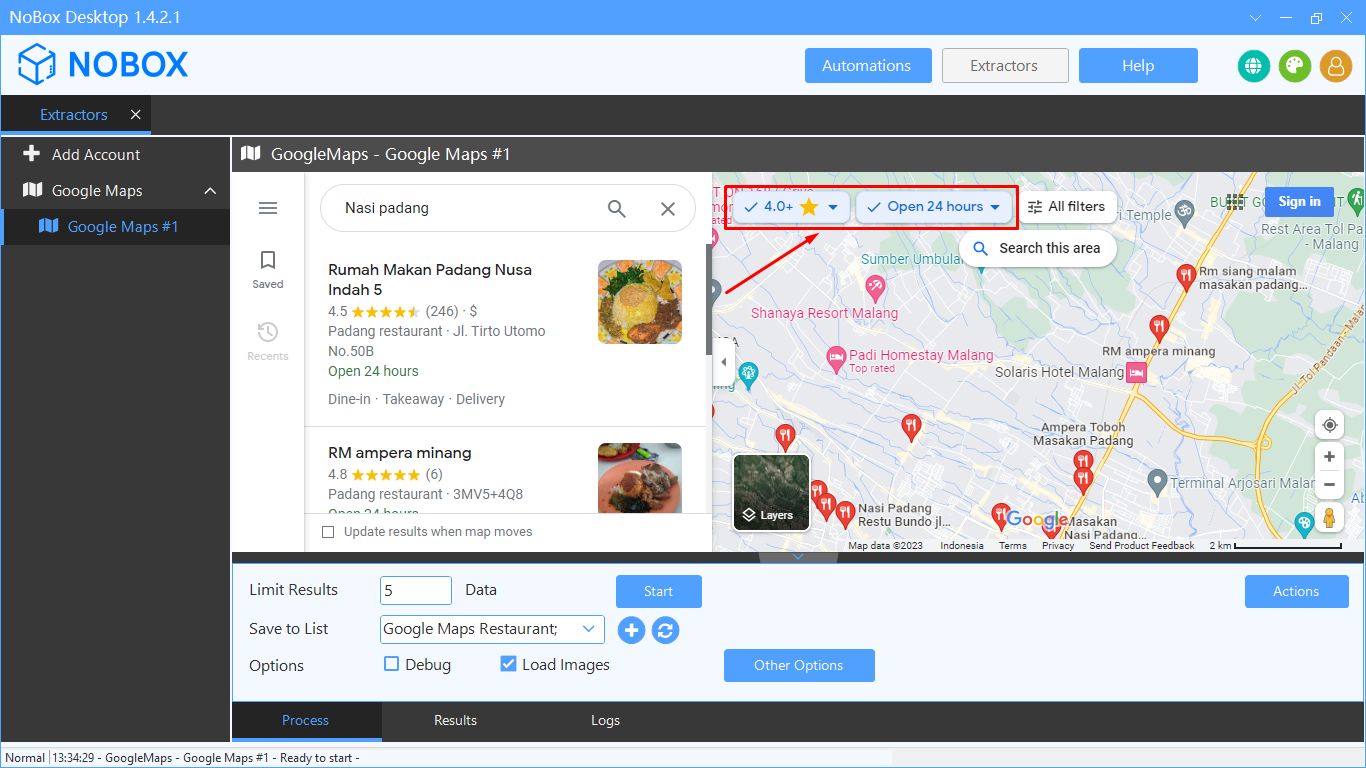 NoBox Desktop 1.4.2.1
NOBOX
Automations
Extractors
Help
Extractors
Add Account
Google Maps
Google Maps #1
GoogleMaps - Google Maps #1
Nasi padang
Saved
Recents
Rumah Makan Padang Nusa
Indah 5
4.5 (246) · $
Padang restaurant · Jl. Tirto Utomo
No.50B
Open 24 hours
Dine-in · Takeaway · Delivery
RM ampera minang
4.8 (6)
Padang restaurant · 3MV5+4Q8
Open 24 hours
Update results when map moves
4.0+
Open 24 hours
All filters
Sign in
Search this area
Rest Area Tol Pa
- Malang
Temple
Sumber Umbula
Rm siang malam
masakan padang...
Shanaya Resort Malang
RM ampera minang
Padi Homestay Malang
Top rated
Solaris Hotel Malang
Jl. Tol Pandaan - Malang
Ampera Toboh
Masakan Padang
Terminal Arjosari Malar
Nasi Padang
Restu Bundo jl...
Google
Masakan
Nasi Padang...
Layers
Map data ©2023
Indonesia
Terms
Privacy
Send Product Feedback
2 km
Limit Results
5
Data
Start
Actions
Save to List
Google Maps Restaurant;
Options
Debug
Load Images
Other Options
Process
Results
Logs
Normal
13:34:29 - GoogleMaps - Google Maps #1 - Ready to start -